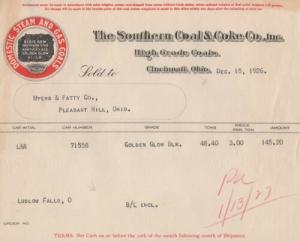 The Southern Coal & Coke Co. Inc.
High Grade Coals.
Cincinnati, Ohio.
DOMESTIC STEAM AND GAS COALS
Sold to
Dec. 15, 1926.
Myers & Patty Co.,
Pleasant Hill, Ohio.
CAR INITIAL CAR NUMBER GRADE TONS PRICE PER TON AMOUNT
L&N 71558 Golden Glow Blk. 48.40 3.00 145.20
Ludlow Falls, O B/L encl.
Pd
1/13/27
ORDER NO.
TERMS: Net Cash on or before the 10th of the month following month of Shipment.